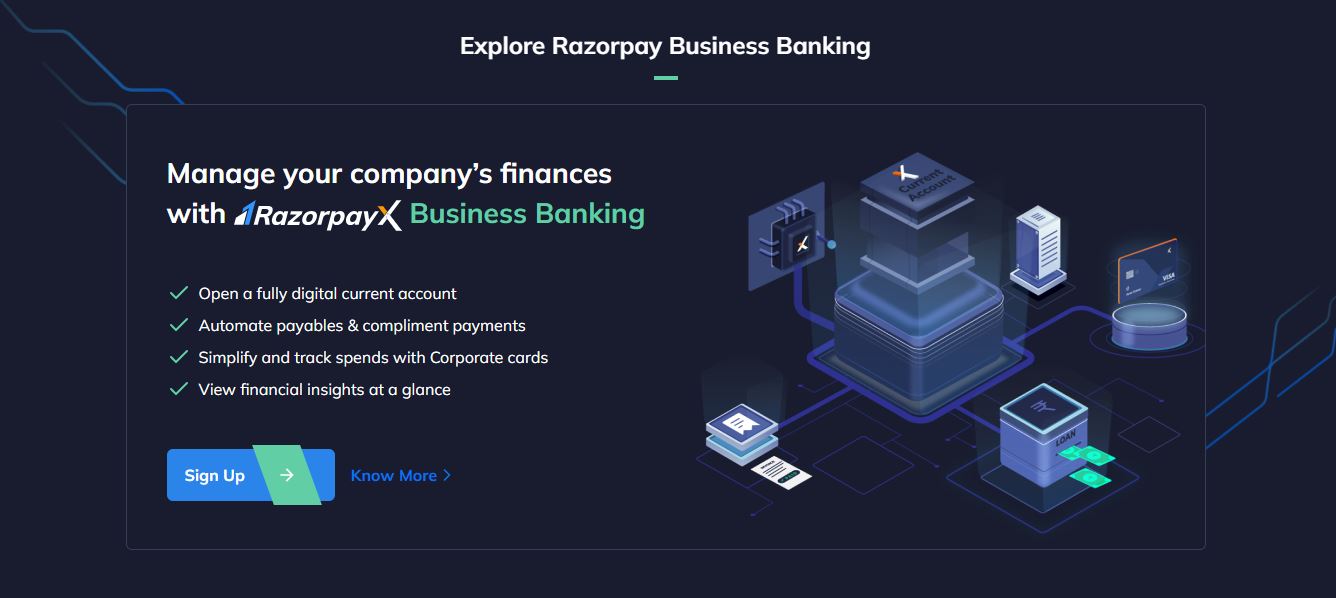 Explore Razorpay Business Banking
Manage your company’s finances
with RazorpayX Business Banking
Open a fully digital current account
Automate payables & compliment payments
Simplify and track spends with Corporate cards
View financial insights at a glance
Sign Up
Know More
Current
Account
VISA
LOAN